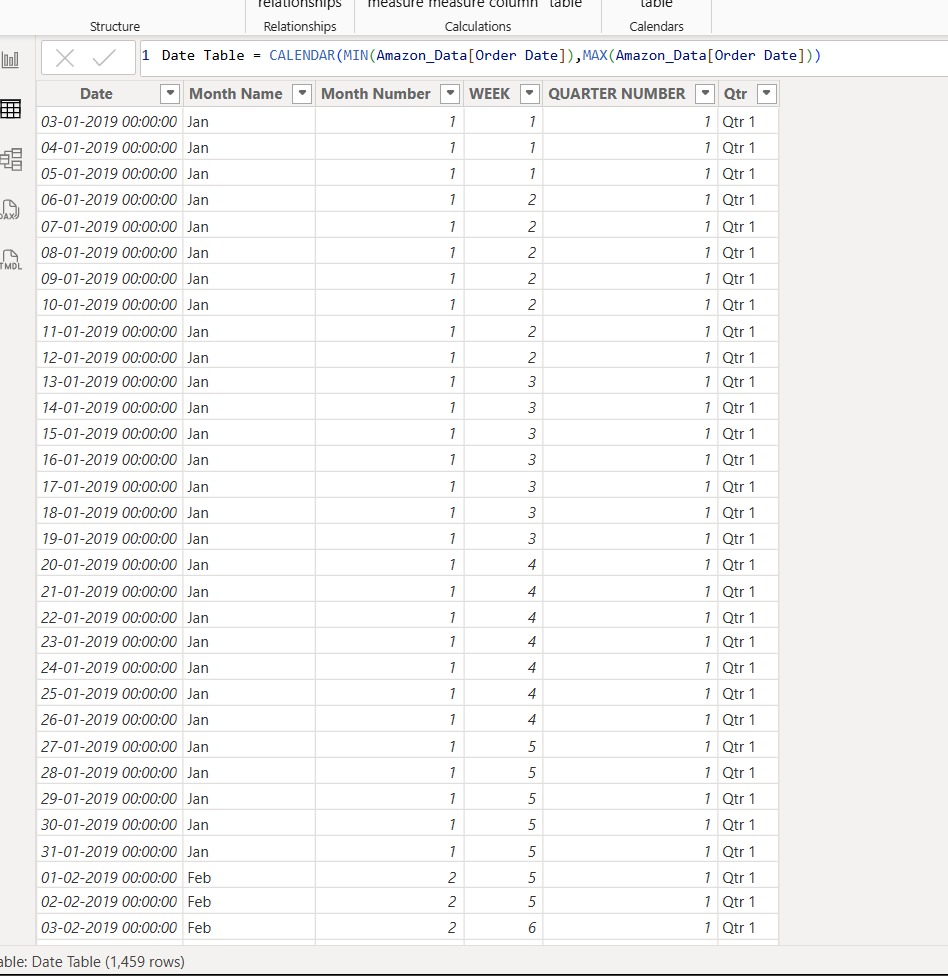 relationships measure measure column table table
Structure Relationships Calculations Calendars
1 Date Table = CALENDAR(MIN(Amazon_Data[Order Date]),MAX(Amazon_Data[Order Date]))
Date Month Name Month Number WEEK QUARTER NUMBER Qtr
03-01-2019 00:00:00 Jan 1 1 1 Qtr 1
04-01-2019 00:00:00 Jan 1 1 1 Qtr 1
05-01-2019 00:00:00 Jan 1 1 1 Qtr 1
06-01-2019 00:00:00 Jan 1 2 1 Qtr 1
07-01-2019 00:00:00 Jan 1 2 1 Qtr 1
08-01-2019 00:00:00 Jan 1 2 1 Qtr 1
09-01-2019 00:00:00 Jan 1 2 1 Qtr 1
10-01-2019 00:00:00 Jan 1 2 1 Qtr 1
11-01-2019 00:00:00 Jan 1 2 1 Qtr 1
12-01-2019 00:00:00 Jan 1 2 1 Qtr 1
13-01-2019 00:00:00 Jan 1 3 1 Qtr 1
14-01-2019 00:00:00 Jan 1 3 1 Qtr 1
15-01-2019 00:00:00 Jan 1 3 1 Qtr 1
16-01-2019 00:00:00 Jan 1 3 1 Qtr 1
17-01-2019 00:00:00 Jan 1 3 1 Qtr 1
18-01-2019 00:00:00 Jan 1 3 1 Qtr 1
19-01-2019 00:00:00 Jan 1 3 1 Qtr 1
20-01-2019 00:00:00 Jan 1 4 1 Qtr 1
21-01-2019 00:00:00 Jan 1 4 1 Qtr 1
22-01-2019 00:00:00 Jan 1 4 1 Qtr 1
23-01-2019 00:00:00 Jan 1 4 1 Qtr 1
24-01-2019 00:00:00 Jan 1 4 1 Qtr 1
25-01-2019 00:00:00 Jan 1 4 1 Qtr 1
26-01-2019 00:00:00 Jan 1 4 1 Qtr 1
27-01-2019 00:00:00 Jan 1 5 1 Qtr 1
28-01-2019 00:00:00 Jan 1 5 1 Qtr 1
29-01-2019 00:00:00 Jan 1 5 1 Qtr 1
30-01-2019 00:00:00 Jan 1 5 1 Qtr 1
31-01-2019 00:00:00 Jan 1 5 1 Qtr 1
01-02-2019 00:00:00 Feb 2 5 1 Qtr 1
02-02-2019 00:00:00 Feb 2 5 1 Qtr 1
03-02-2019 00:00:00 Feb 2 6 1 Qtr 1
DAX
TMDL
able: Date Table (1,459 rows)